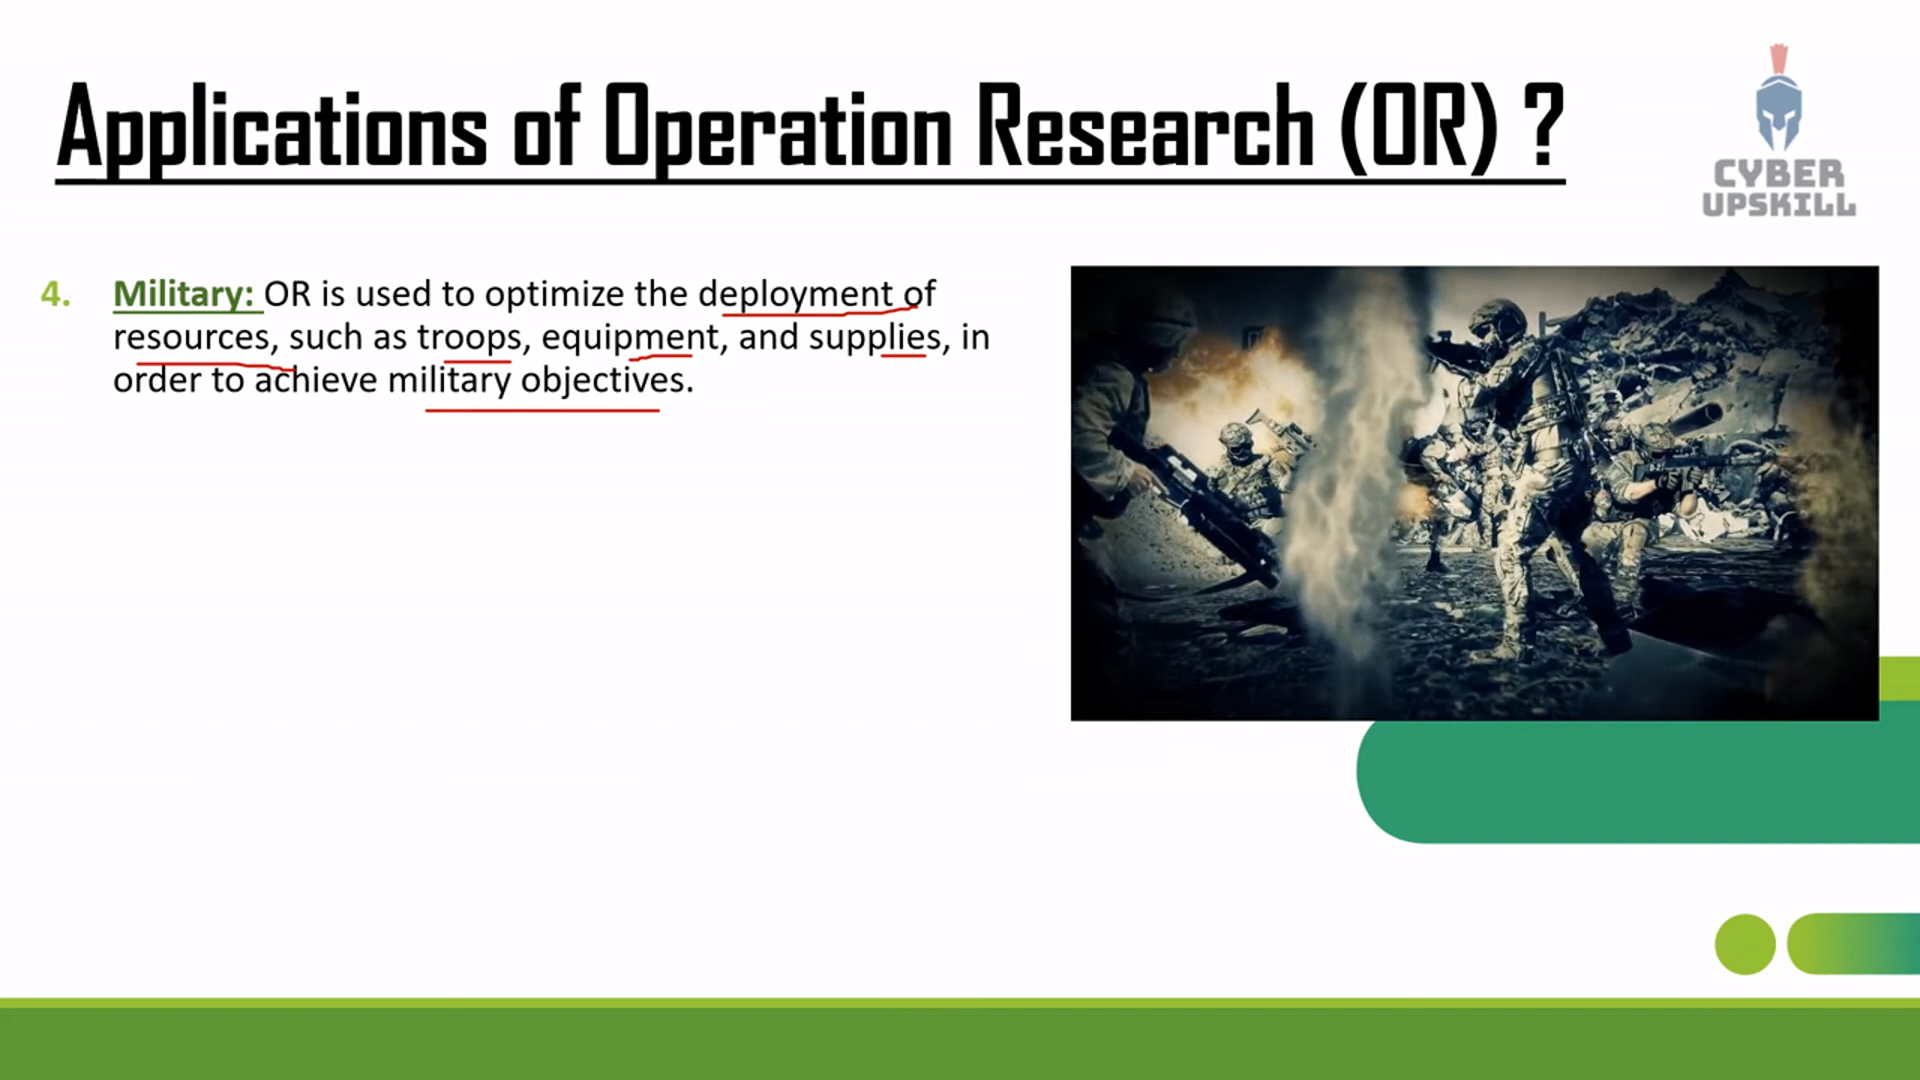 Applications of Operation Research (OR) ?
CYBER
UPSKILL
4. Military: OR is used to optimize the deployment of
resources, such as troops, equipment, and supplies, in
order to achieve military objectives.